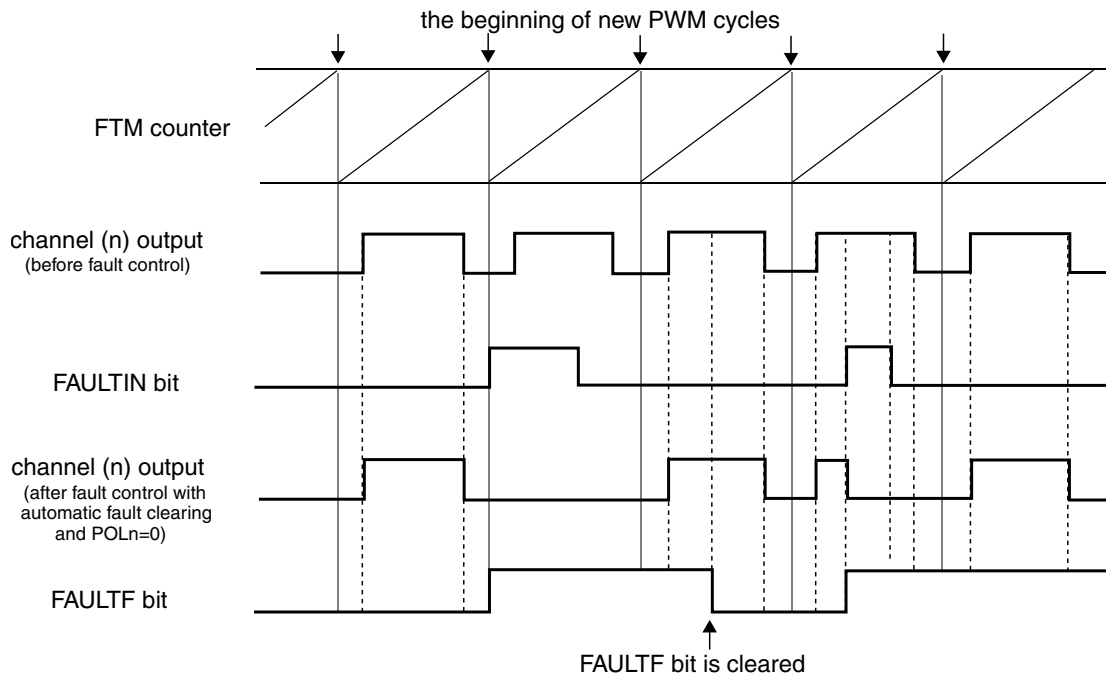 the beginning of new PWM cycles
FTM counter
channel (n) output
(before fault control)
FAULTIN bit
channel (n) output
(after fault control with
automatic fault clearing
and POLn=0)
FAULTF bit
FAULTF bit is cleared